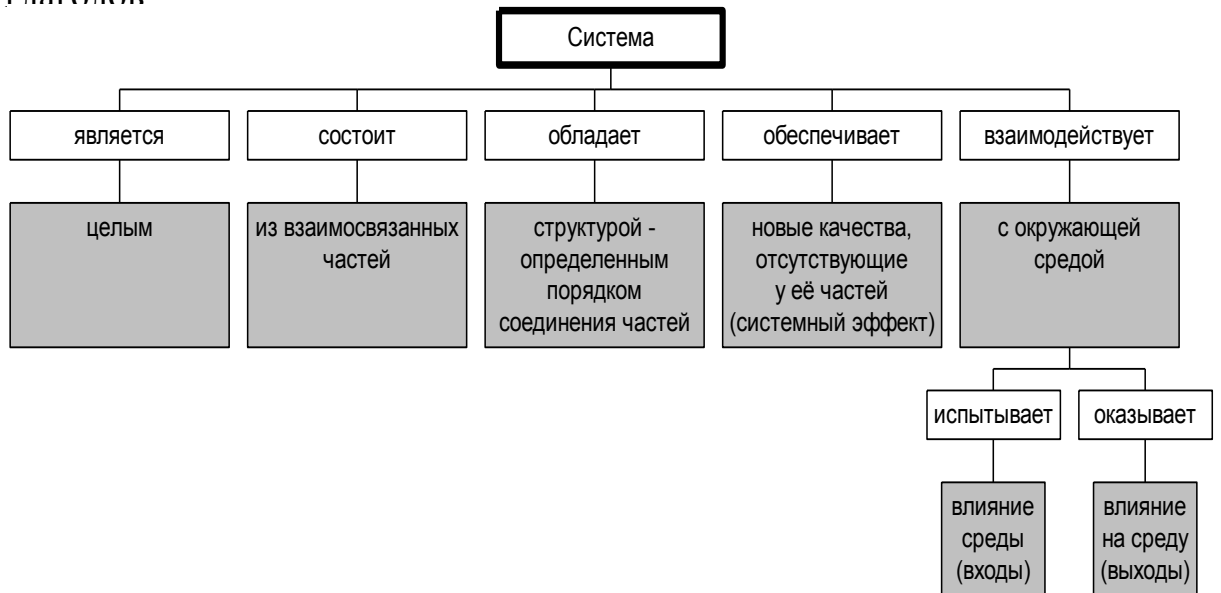 Система
является
состоит
обладает
обеспечивает
взаимодействует
целым
из взаимосвязанных
частей
структурой -
определенным
порядком
соединения частей
новые качества,
отсутствующие
у её частей
(системный эффект)
с окружающей
средой
испытывает
оказывает
влияние
среды
(входы)
влияние
на среду
(выходы)